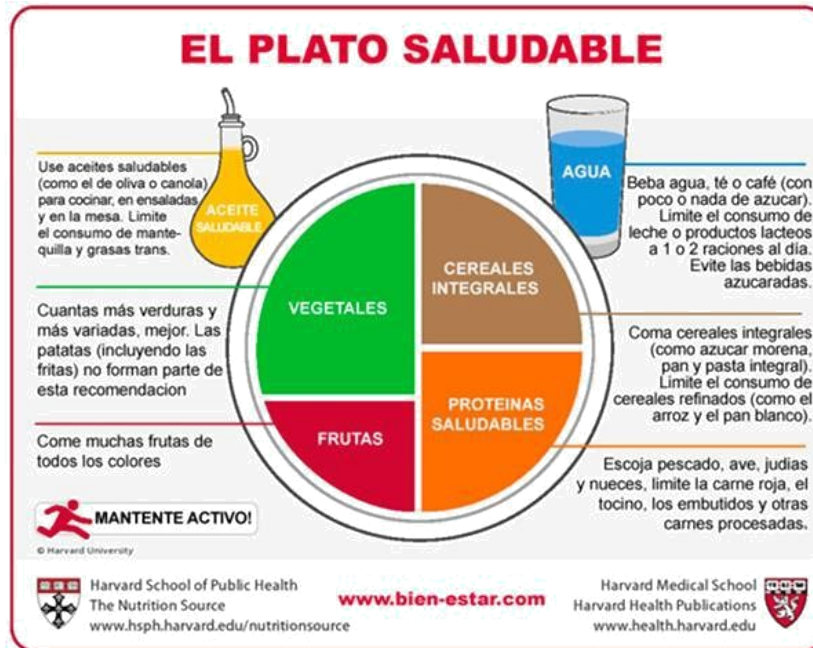 EL PLATO SALUDABLE
Use aceites saludables
(como el de oliva o canola)
para cocinar, en ensaladas
y en la mesa. Limite
el consumo de mante-
quilla y grasas trans.
ACEITE
SALUDABLE
AGUA
Beba agua, té o café (con
poco o nada de azucar).
Limite el consumo de
leche o productos lacteos
a 1 o 2 raciones al día.
Evite las bebidas
azucaradas.
VEGETALES
CEREALES
INTEGRALES
Cuantas más verduras y
más variadas, mejor. Las
patatas (incluyendo las
fritas) no forman parte de
esta recomendacion
Coma cereales integrales
(como azucar morena,
pan y pasta integral).
Limite el consumo de
cereales refinados (como el
arroz y el pan blanco).
FRUTAS
PROTEINAS
SALUDABLES
Come muchas frutas de
todos los colores
Escoja pescado, ave, judias
y nueces, limite la carne roja, el
tocino, los embutidos y otras
carnes procesadas.
MANTENTE ACTIVO!
© Harvard University
Harvard School of Public Health
The Nutrition Source
www.hsph.harvard.edu/nutritionsource
www.bien-estar.com
Harvard Medical School
Harvard Health Publications
www.health.harvard.edu